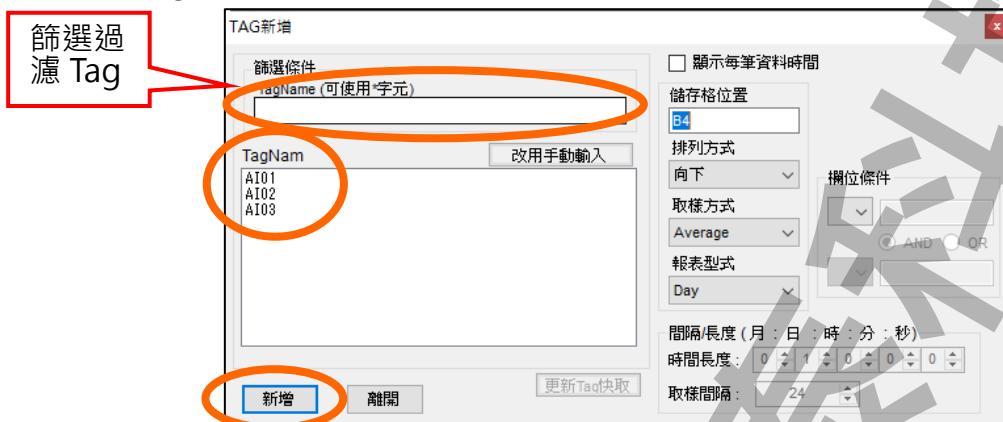 篩選過
濾 Tag
TAG新增
x
篩選條件
TagName (可使用*字元)
TagNam
改用手動輸入
AI01
AI02
AI03
新增
離開
更新Tag快取
顯示每筆資料時間
儲存格位置
B4
排列方式
向下
取樣方式
Average
報表型式
Day
欄位條件
AND OR
間隔/長度 ( 月 : 日 : 時 : 分 : 秒)
時間長度 : 0 1 0 0 0
取樣間隔 : 24